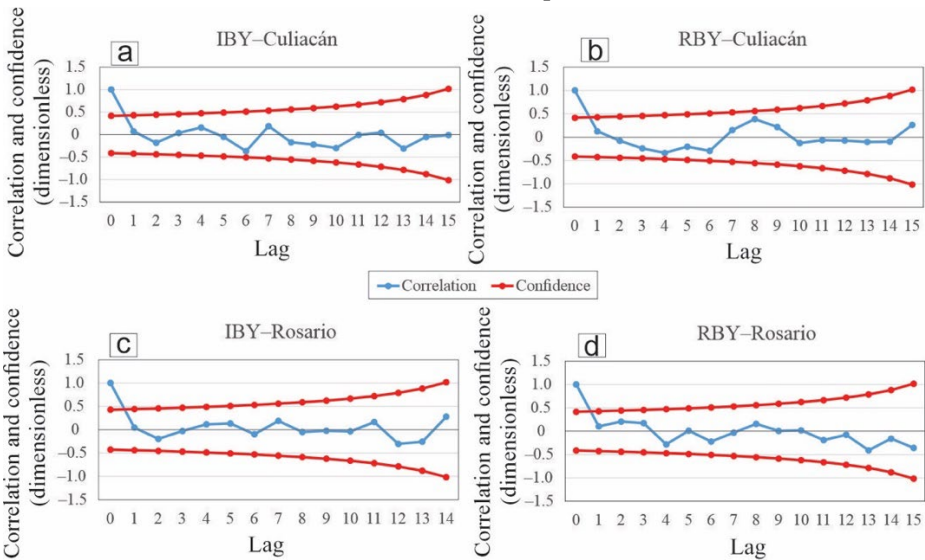 a
IBY–Culiacán
Correlation and confidence
(dimensionless)
1.5
1.0
0.5
0
–0.5
–1.0
–1.5
0 1 2 3 4 5 6 7 8 9 10 11 12 13 14 15
Lag
b
RBY–Culiacán
Correlation and confidence
(dimensionless)
1.5
1.0
0.5
0
–0.5
–1.0
–1.5
0 1 2 3 4 5 6 7 8 9 10 11 12 13 14 15
Lag
Correlation Confidence
c
IBY–Rosario
Correlation and confidence
(dimensionless)
1.5
1.0
0.5
0.0
–0.5
–1.0
–1.5
0 1 2 3 4 5 6 7 8 9 10 11 12 13 14
Lag
d
RBY–Rosario
Correlation and confidence
(dimensionless)
1.5
1.0
0.5
0.0
–0.5
–1.0
–1.5
0 1 2 3 4 5 6 7 8 9 10 11 12 13 14 15
Lag